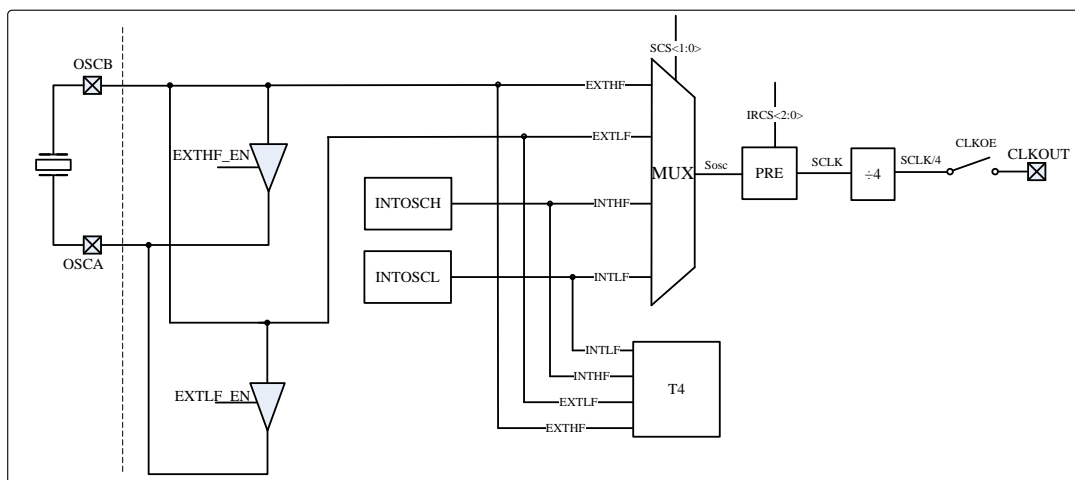 SCS<1:0>
OSCB
EXTHF
IRCS<2:0>
EXTLF
EXTHF_EN
CLKOE
CLKOUT
Sosc
SCLK
SCLK/4
MUX
PRE
÷4
INTOSCH
INTHF
OSCA
INTOSCL
INTLF
INTLF
INTHF
T4
EXTLF_EN
EXTLF
EXTHF